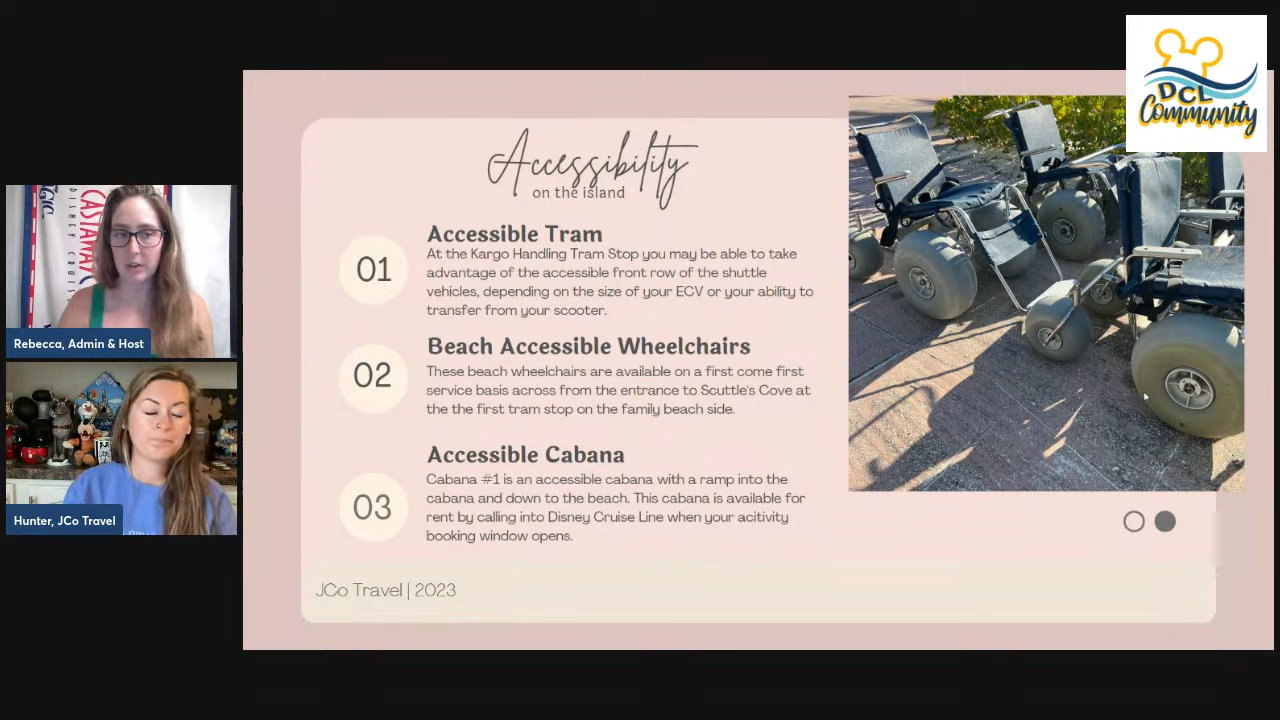 DCL
Community
Accessibility
on the island
01
Accessible Tram
At the Kargo Handling Tram Stop you may be able to take
advantage of the accessible front row of the shuttle
vehicles, depending on the size of your ECV or your ability to
transfer from your scooter.
02
Beach Accessible Wheelchairs
These beach wheelchairs are available on a first come first
service basis across from the entrance to Scuttle's Cove at
the the first tram stop on the family beach side.
03
Accessible Cabana
Cabana #1 is an accessible cabana with a ramp into the
cabana and down to the beach. This cabana is available for
rent by calling into Disney Cruise Line when your acitivity
booking window opens.
JCo Travel | 2023
CASTAWAY
DISNEY CRUIS
Rebecca, Admin & Host
Hunter, JCo Travel